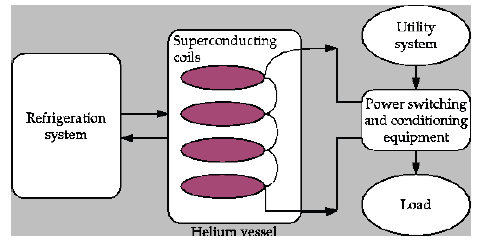 Superconducting
coils
Refrigeration
system
Helium vessel
Utility
system
Power switching
and conditioning
equipment
Load